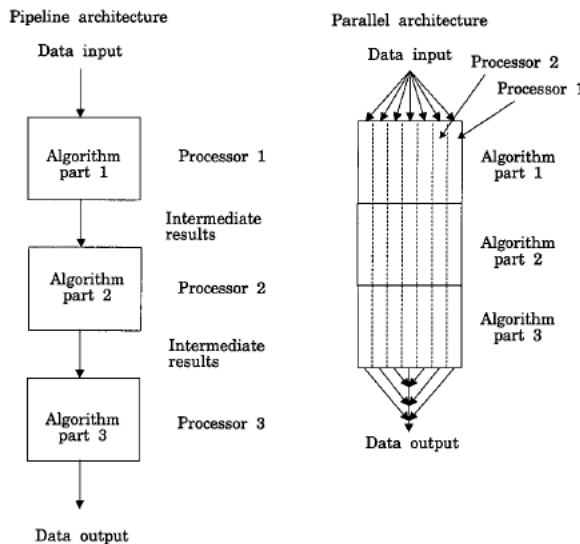 Pipeline architecture
Data input
Algorithm
part 1
Processor 1
Intermediate
results
Algorithm
part 2
Processor 2
Intermediate
results
Algorithm
part 3
Processor 3
Data output
Parallel architecture
Data input
Processor 2
Processor 1
Algorithm
part 1
Algorithm
part 2
Algorithm
part 3
Data output